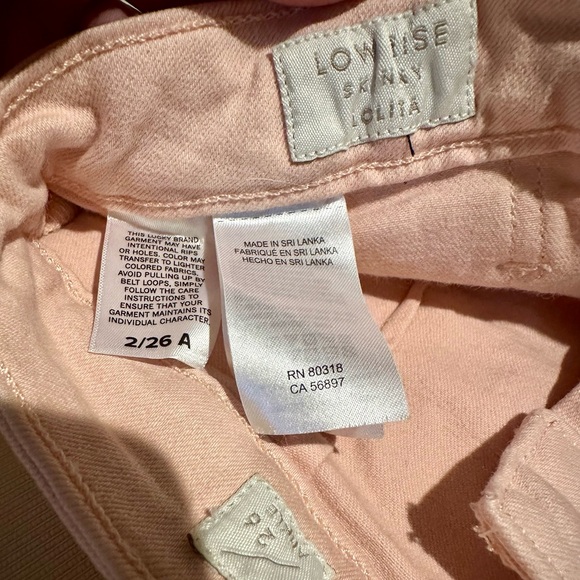 LOW RISE
SKINNY
LOLITA
THIS LUCKY BRAND
GARMENT MAY HAVE
INTENTIONAL RIPS
OR HOLES. COLOR MAY
TRANSFER TO LIGHTER
COLORED FABRICS.
AVOID PULLING UP BY
BELT LOOPS, SIMPLY
FOLLOW THE CARE
INSTRUCTIONS TO
ENSURE THAT YOUR
GARMENT MAINTAINS ITS
INDIVIDUAL CHARACTER.
2/26 A
MADE IN SRI LANKA
FABRIQUÉ EN SRI LANKA
HECHO EN SRI LANKA
RN 80318
CA 56897